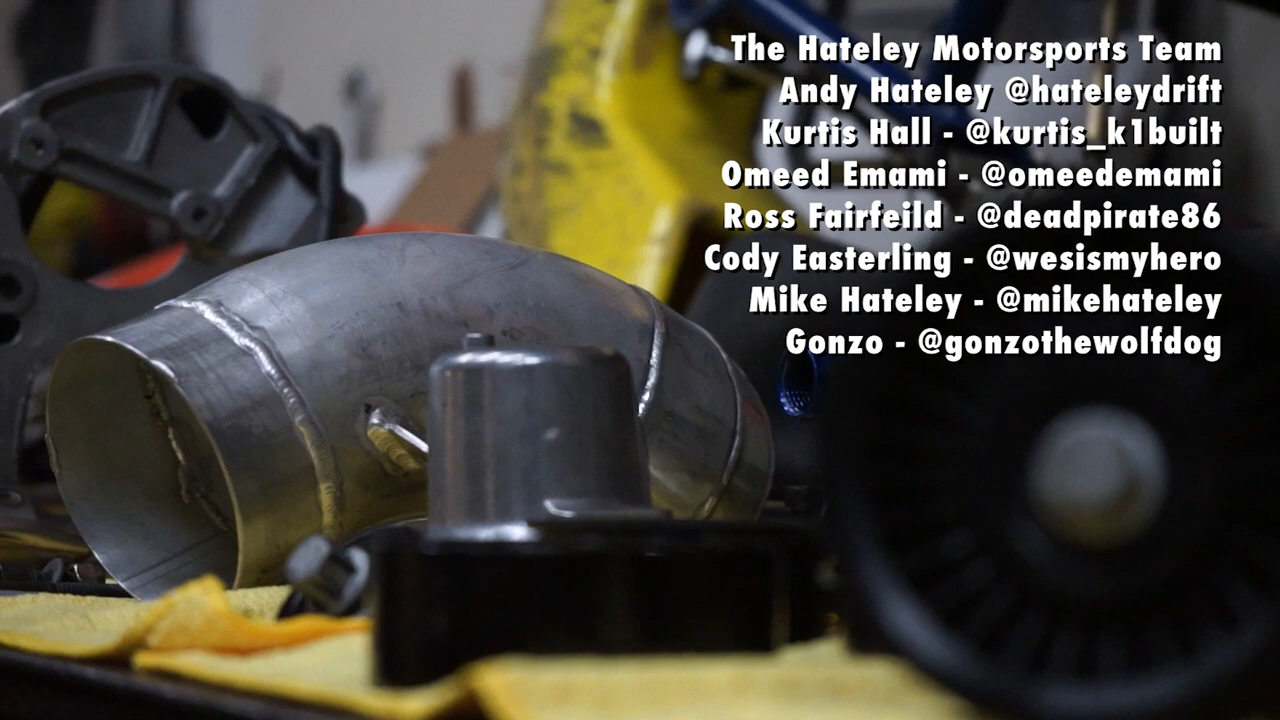 The Hateley Motorsports Team
Andy Hateley @hateleydrift
Kurtis Hall - @kurtis_k1built
Omeed Emami - @omeedemami
Ross Fairfeild - @deadpirate86
Cody Easterling - @wesismyhero
Mike Hateley - @mikehateley
Gonzo - @gonzothewolfdog